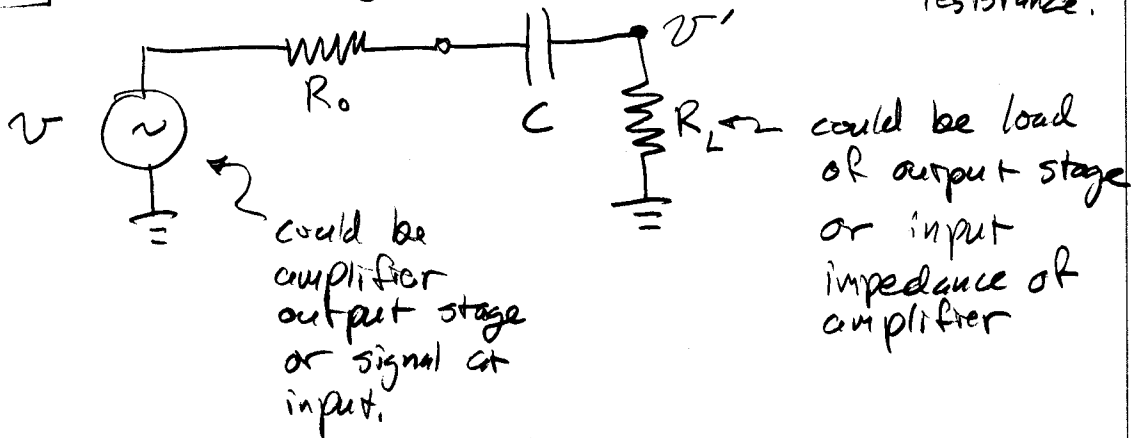 resistance.
v'
R₀
v
~
C
R_L
could be load
of output stage
or input
impedance of
amplifier
could be
amplifier
output stage
or signal at
input.